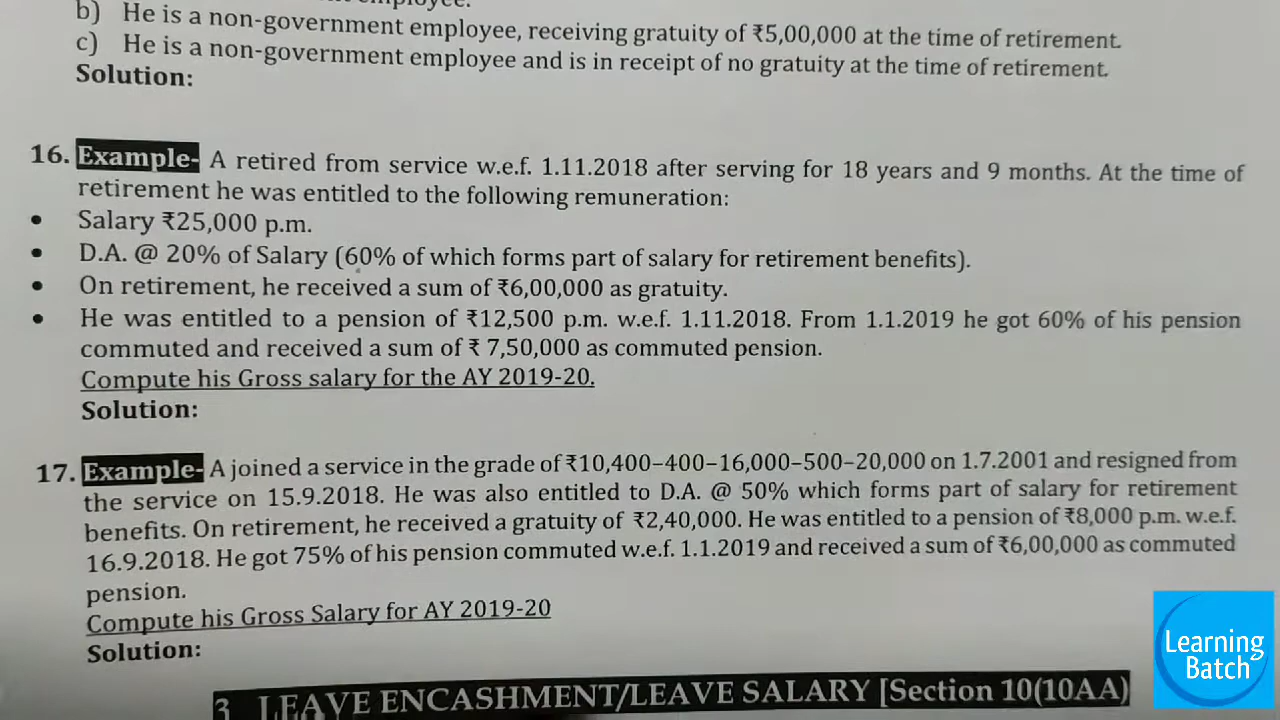 b) He is a non-government employee, receiving gratuity of ₹5,00,000 at the time of retirement.
c) He is a non-government employee and is in receipt of no gratuity at the time of retirement.
Solution:
16. Example- A retired from service w.e.f. 1.11.2018 after serving for 18 years and 9 months. At the time of
retirement he was entitled to the following remuneration:
• Salary ₹25,000 p.m.
• D.A. @ 20% of Salary (60% of which forms part of salary for retirement benefits).
• On retirement, he received a sum of ₹6,00,000 as gratuity.
• He was entitled to a pension of ₹12,500 p.m. w.e.f. 1.11.2018. From 1.1.2019 he got 60% of his pension
commuted and received a sum of ₹ 7,50,000 as commuted pension.
Compute his Gross salary for the AY 2019-20.
Solution:
17. Example- A joined a service in the grade of ₹10,400–400–16,000–500–20,000 on 1.7.2001 and resigned from
the service on 15.9.2018. He was also entitled to D.A. @ 50% which forms part of salary for retirement
benefits. On retirement, he received a gratuity of ₹2,40,000. He was entitled to a pension of ₹8,000 p.m. w.e.f.
16.9.2018. He got 75% of his pension commuted w.e.f. 1.1.2019 and received a sum of ₹6,00,000 as commuted
pension.
Compute his Gross Salary for AY 2019-20
Solution:
3. LEAVE ENCASHMENT/LEAVE SALARY [Section 10(10AA)
Learning
Batch